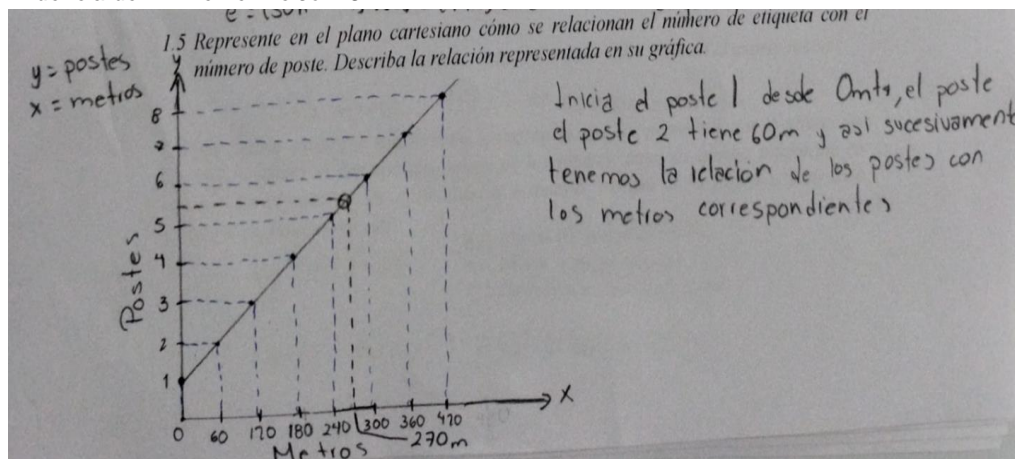 1.5 Represente en el plano cartesiano cómo se relacionan el número de etiqueta con el
número de poste. Describa la relación representada en su gráfica.
y = postes
x = metros
Inicia el poste 1 desde 0mts, el poste
el poste 2 tiene 60m y así sucesivament
tenemos la relación de los postes con
los metros correspondientes
y
8
7
6
5
4
3
2
1
Postes
0 60 120 180 240 300 360 420
X
270m
Metros